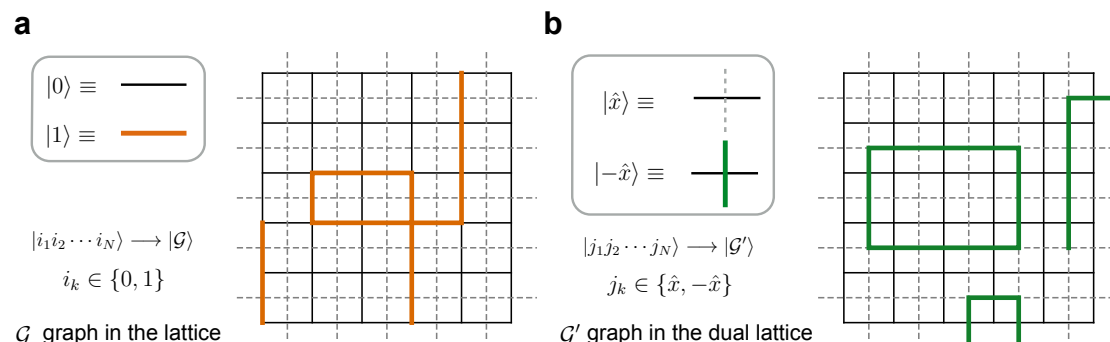 a
|0⟩ ≡
|1⟩ ≡
|i₁i₂ ⋯ i_N⟩ ⟶ |𝒢⟩
i_k ∈ {0, 1}
𝒢 graph in the lattice
b
|x̂⟩ ≡
|−x̂⟩ ≡
|j₁j₂ ⋯ j_N⟩ ⟶ |𝒢′⟩
j_k ∈ {x̂, −x̂}
𝒢′ graph in the dual lattice